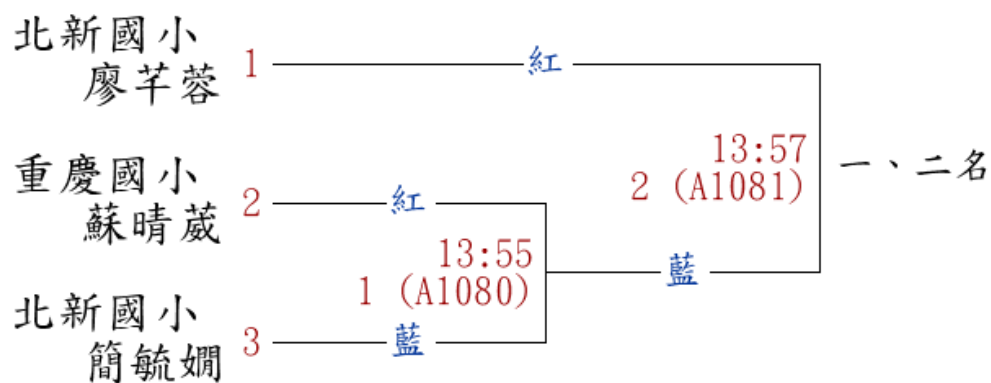 北新國小
廖芊蓉 1
紅
13:57
2 (A1081)
一、二名
重慶國小
蘇晴葳 2
紅
13:55
1 (A1080)
藍
北新國小
簡毓嫺 3
藍